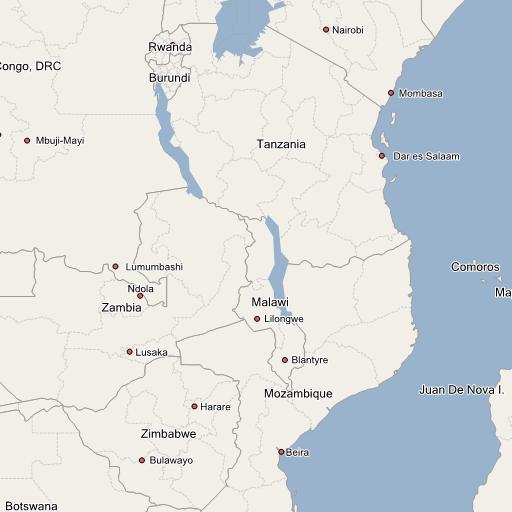 Nairobi
Rwanda
Congo, DRC
Burundi
Mombasa
Mbuji-Mayi
Tanzania
Dar es Salaam
Lumumbashi
Comoros
Ndola
Ma
Malawi
Zambia
Lilongwe
Lusaka
Blantyre
Juan De Nova I.
Mozambique
Harare
Zimbabwe
Beira
Bulawayo
Botswana